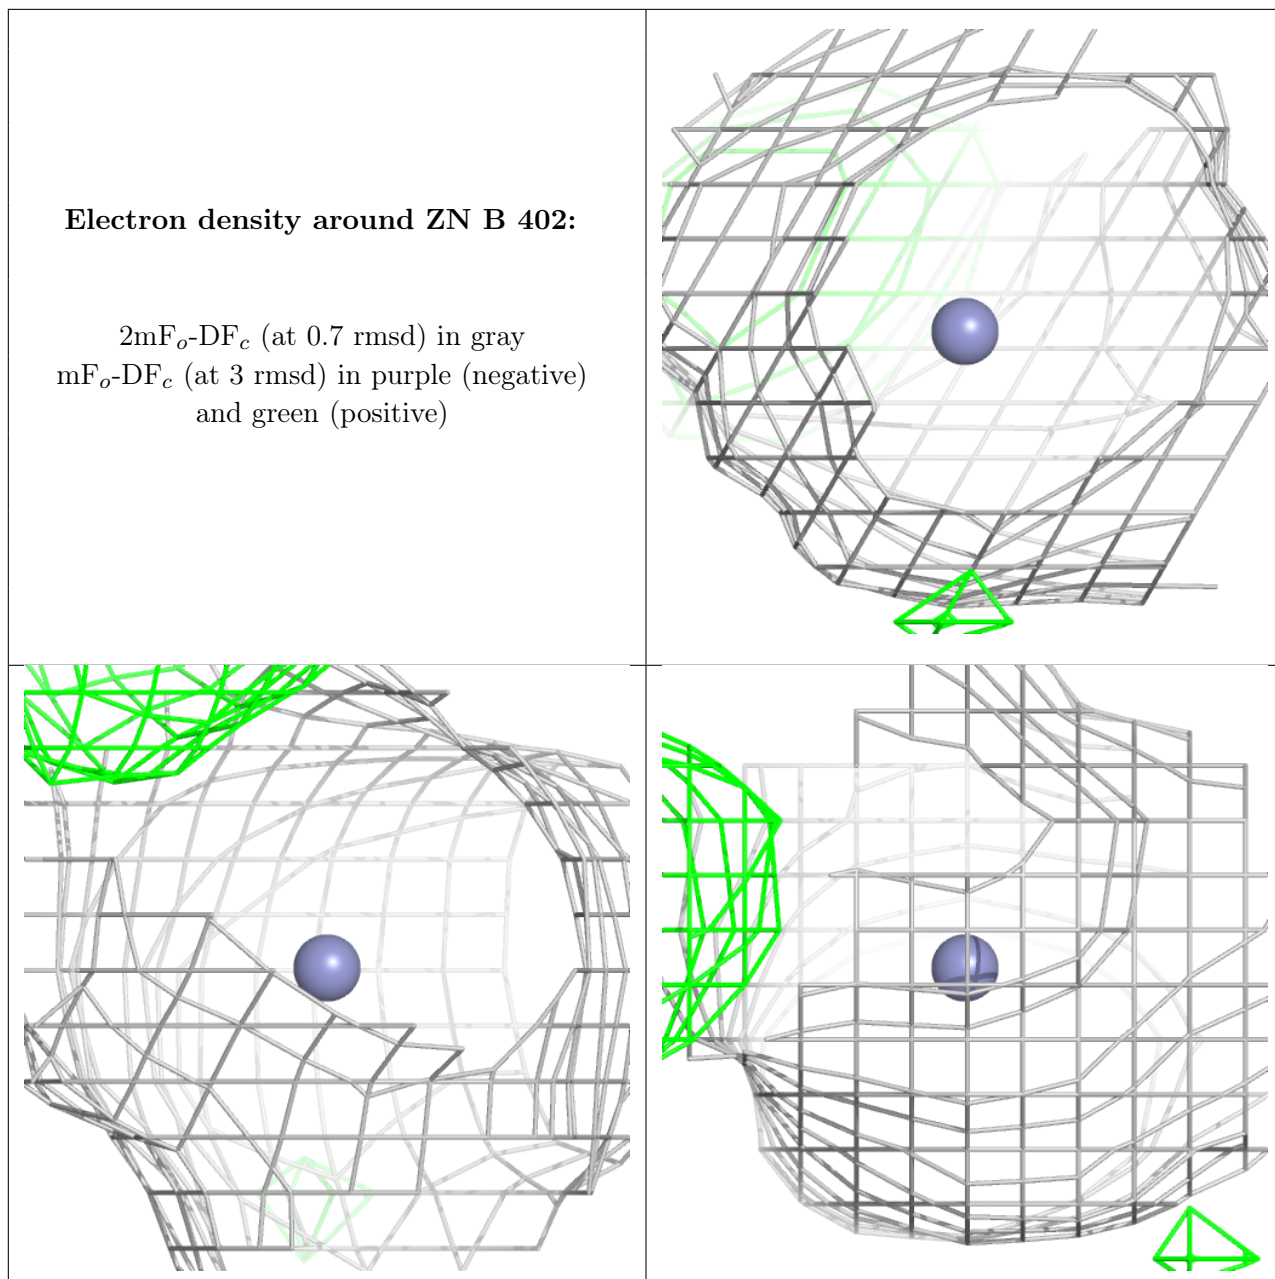 Electron density around ZN B 402:
2mFo-DFc (at 0.7 rmsd) in gray
mFo-DFc (at 3 rmsd) in purple (negative)
and green (positive)